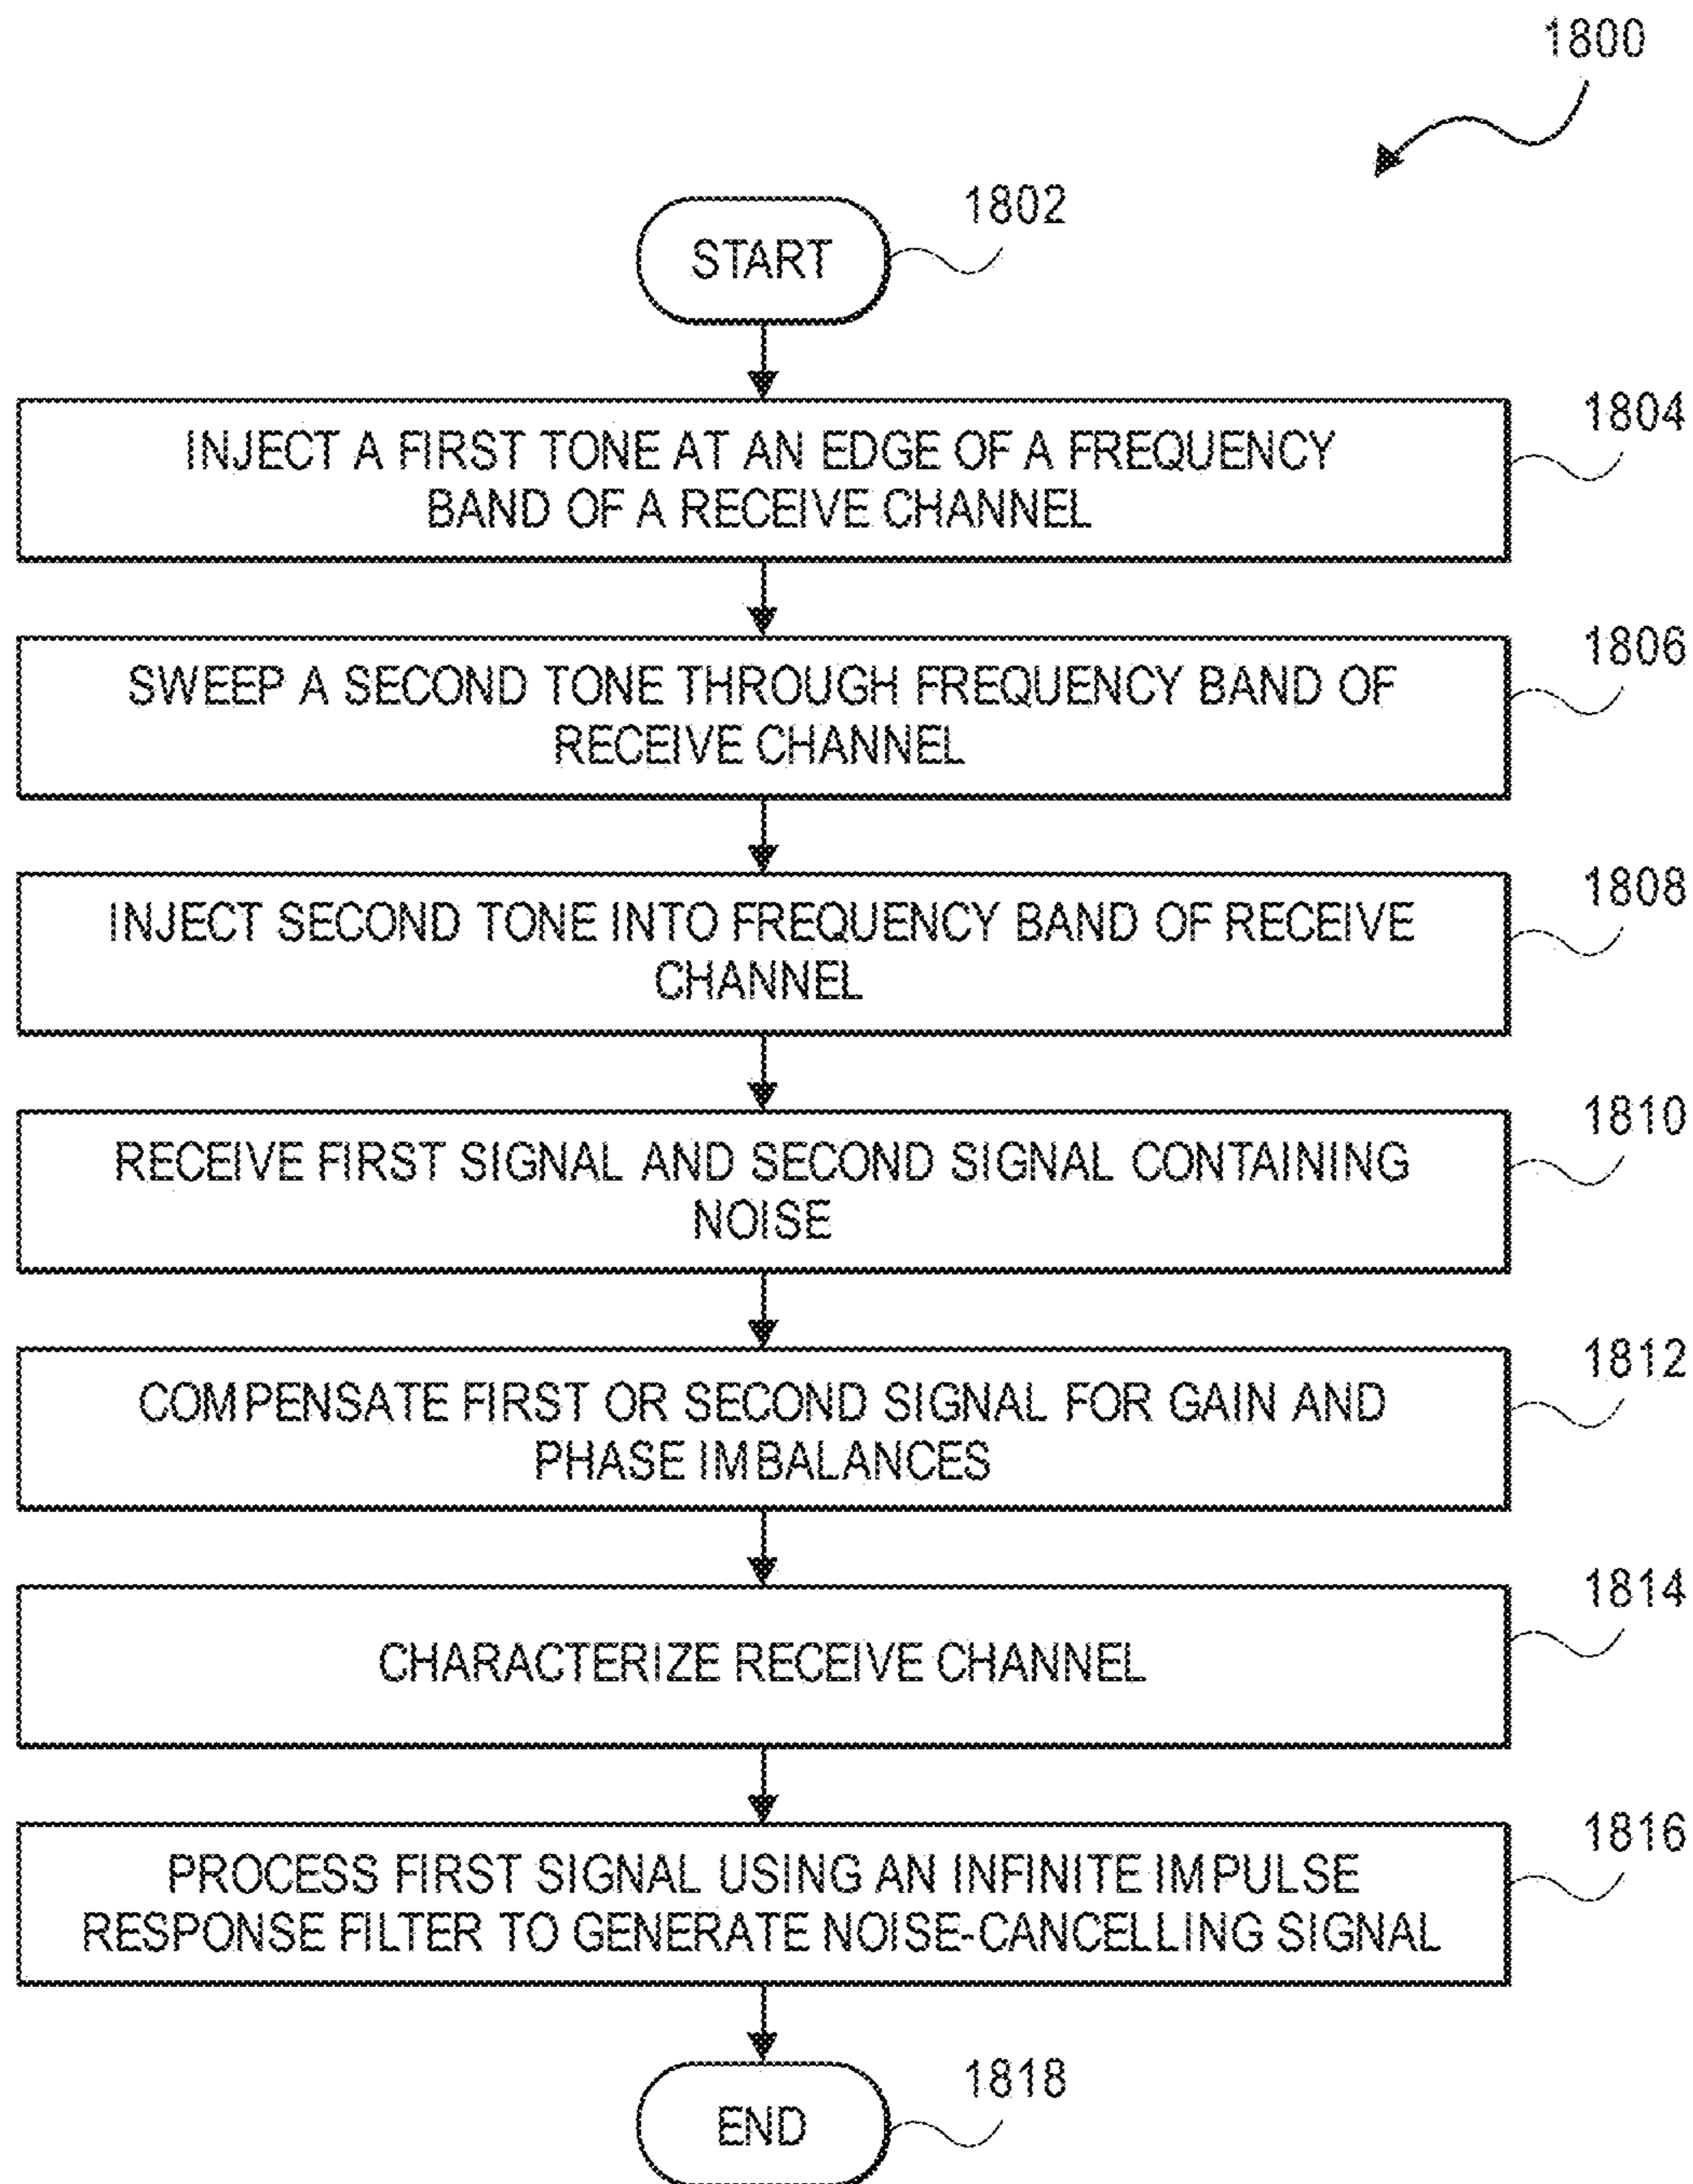 1800
1802
START
1804
INJECT A FIRST TONE AT AN EDGE OF A FREQUENCY
BAND OF A RECEIVE CHANNEL
1806
SWEEP A SECOND TONE THROUGH FREQUENCY BAND OF
RECEIVE CHANNEL
1808
INJECT SECOND TONE INTO FREQUENCY BAND OF RECEIVE
CHANNEL
1810
RECEIVE FIRST SIGNAL AND SECOND SIGNAL CONTAINING
NOISE
1812
COMPENSATE FIRST OR SECOND SIGNAL FOR GAIN AND
PHASE IMBALANCES
1814
CHARACTERIZE RECEIVE CHANNEL
1816
PROCESS FIRST SIGNAL USING AN INFINITE IMPULSE
RESPONSE FILTER TO GENERATE NOISE-CANCELLING SIGNAL
1818
END